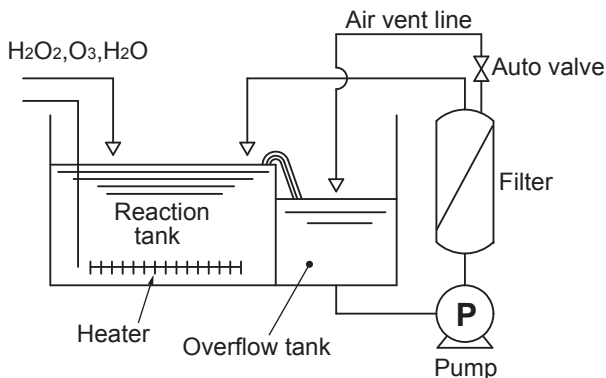 Air vent line
H2O2,O3,H2O
Auto valve
Filter
Reaction
tank
P
Heater
Overflow tank
Pump